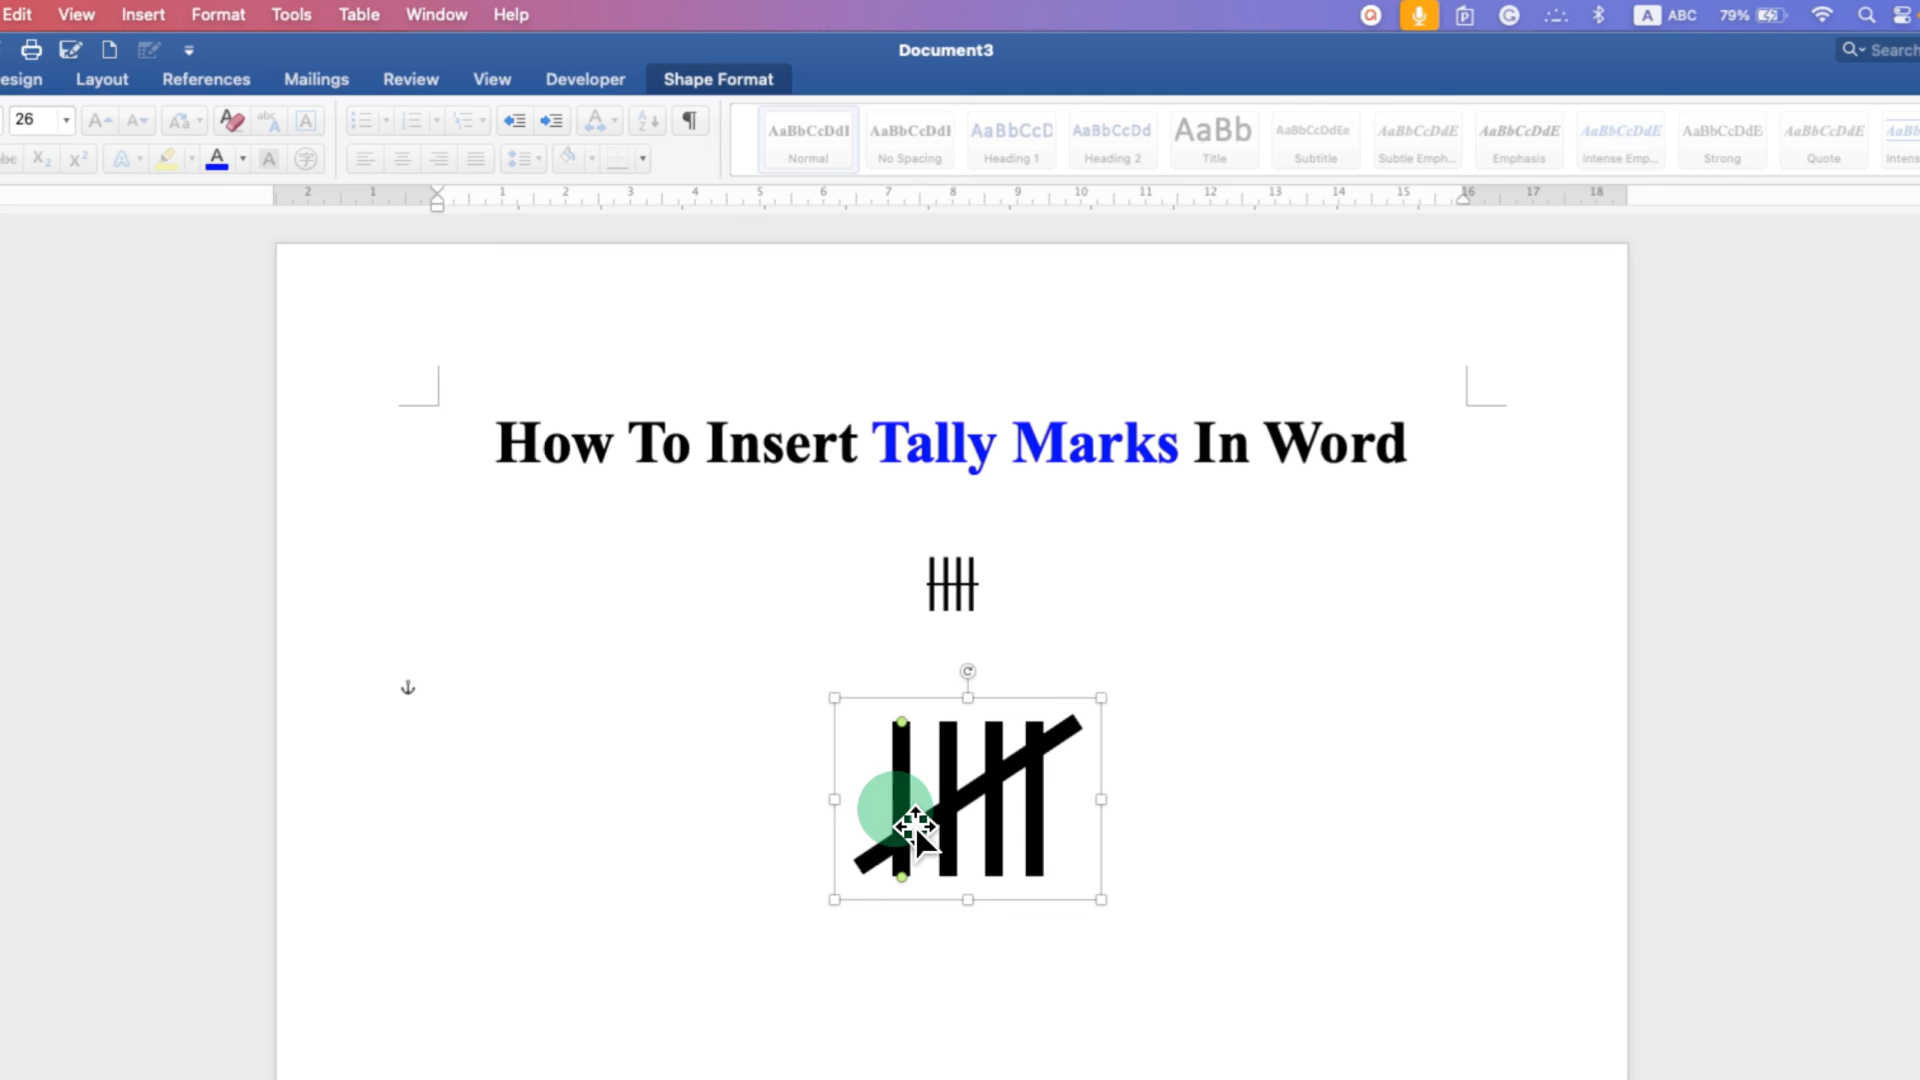 Edit View Insert Format Tools Table Window Help
ABC 79%
Document3
Search
esign Layout References Mailings Review View Developer Shape Format
26
AaBbCcDdI AaBbCcDdI AaBbCcD AaBbCcDd AaBb AaBbCcDdEe AaBbCcDdE AaBbCcDdE AaBbCcDdE AaBbCcDdE AaBbCcDdE AaBb
Normal No Spacing Heading 1 Heading 2 Title Subtitle Subtle Emph... Emphasis Intense Emp... Strong Quote Intens
2 1 1 2 3 4 5 6 7 8 9 10 11 12 13 14 15 16 17 18
How To Insert Tally Marks In Word